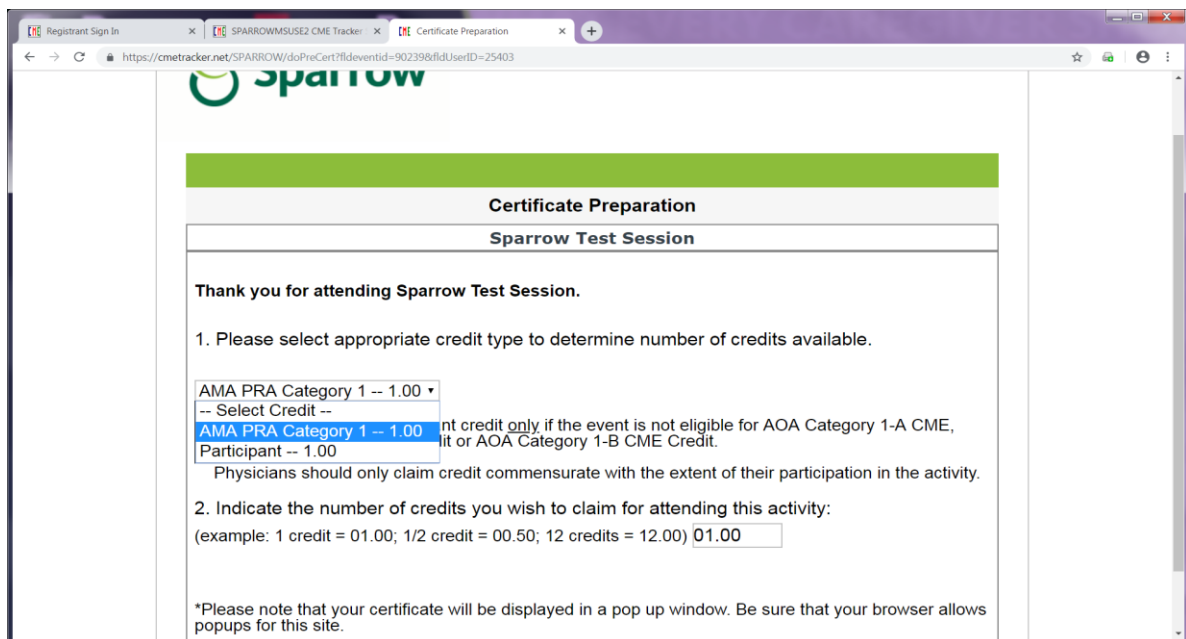 Registrant Sign In
SPARROWMSUSE2 CME Tracker
Certificate Preparation
https://cmetracker.net/SPARROW/doPreCert?fldeventid=90239&fldUserID=25403
Sparrow
Certificate Preparation
Sparrow Test Session
Thank you for attending Sparrow Test Session.
1. Please select appropriate credit type to determine number of credits available.
AMA PRA Category 1 -- 1.00
-- Select Credit --
AMA PRA Category 1 -- 1.00
Participant -- 1.00
nt credit only if the event is not eligible for AOA Category 1-A CME,
it or AOA Category 1-B CME Credit.
Physicians should only claim credit commensurate with the extent of their participation in the activity.
2. Indicate the number of credits you wish to claim for attending this activity:
(example: 1 credit = 01.00; 1/2 credit = 00.50; 12 credits = 12.00) 01.00
*Please note that your certificate will be displayed in a pop up window. Be sure that your browser allows
popups for this site.